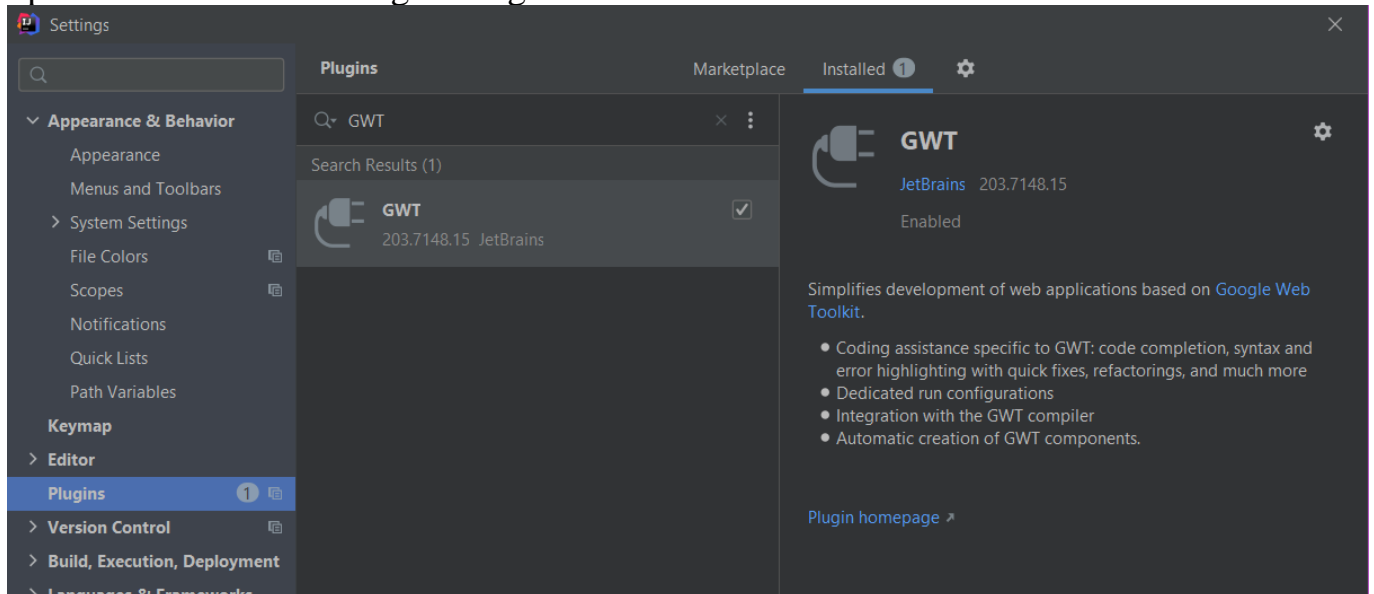 Settings
Appearance & Behavior
Appearance
Menus and Toolbars
System Settings
File Colors
Scopes
Notifications
Quick Lists
Path Variables
Keymap
Editor
Plugins 1
Version Control
Build, Execution, Deployment
Plugins
Marketplace
Installed 1
GWT
Search Results (1)
GWT
203.7148.15 JetBrains
GWT
JetBrains 203.7148.15
Enabled
Simplifies development of web applications based on Google Web
Toolkit.
Coding assistance specific to GWT: code completion, syntax and
error highlighting with quick fixes, refactorings, and much more
Dedicated run configurations
Integration with the GWT compiler
Automatic creation of GWT components.
Plugin homepage